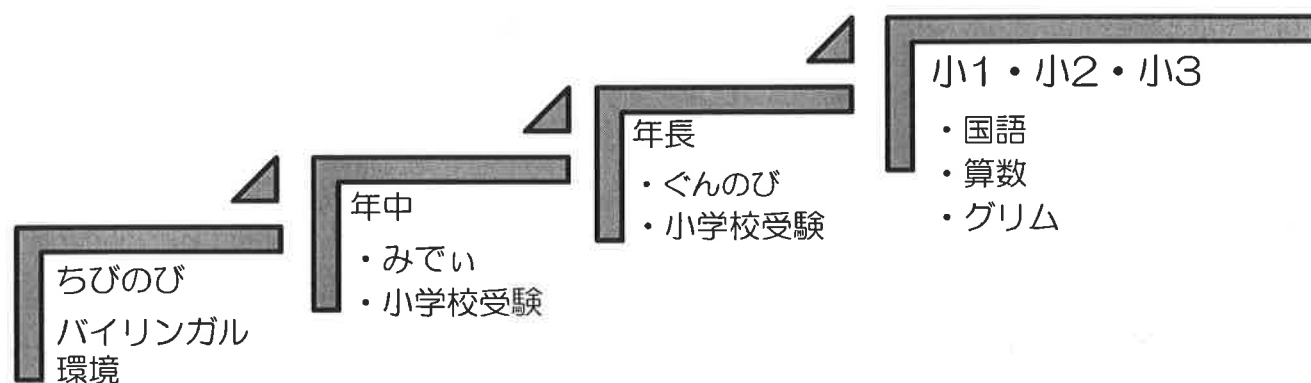 ちびのび
バイリンガル
環境
年中
・みでぃ
・小学校受験
年長
・ぐんのび
・小学校受験
小1・小2・小3
・国語
・算数
・グリム